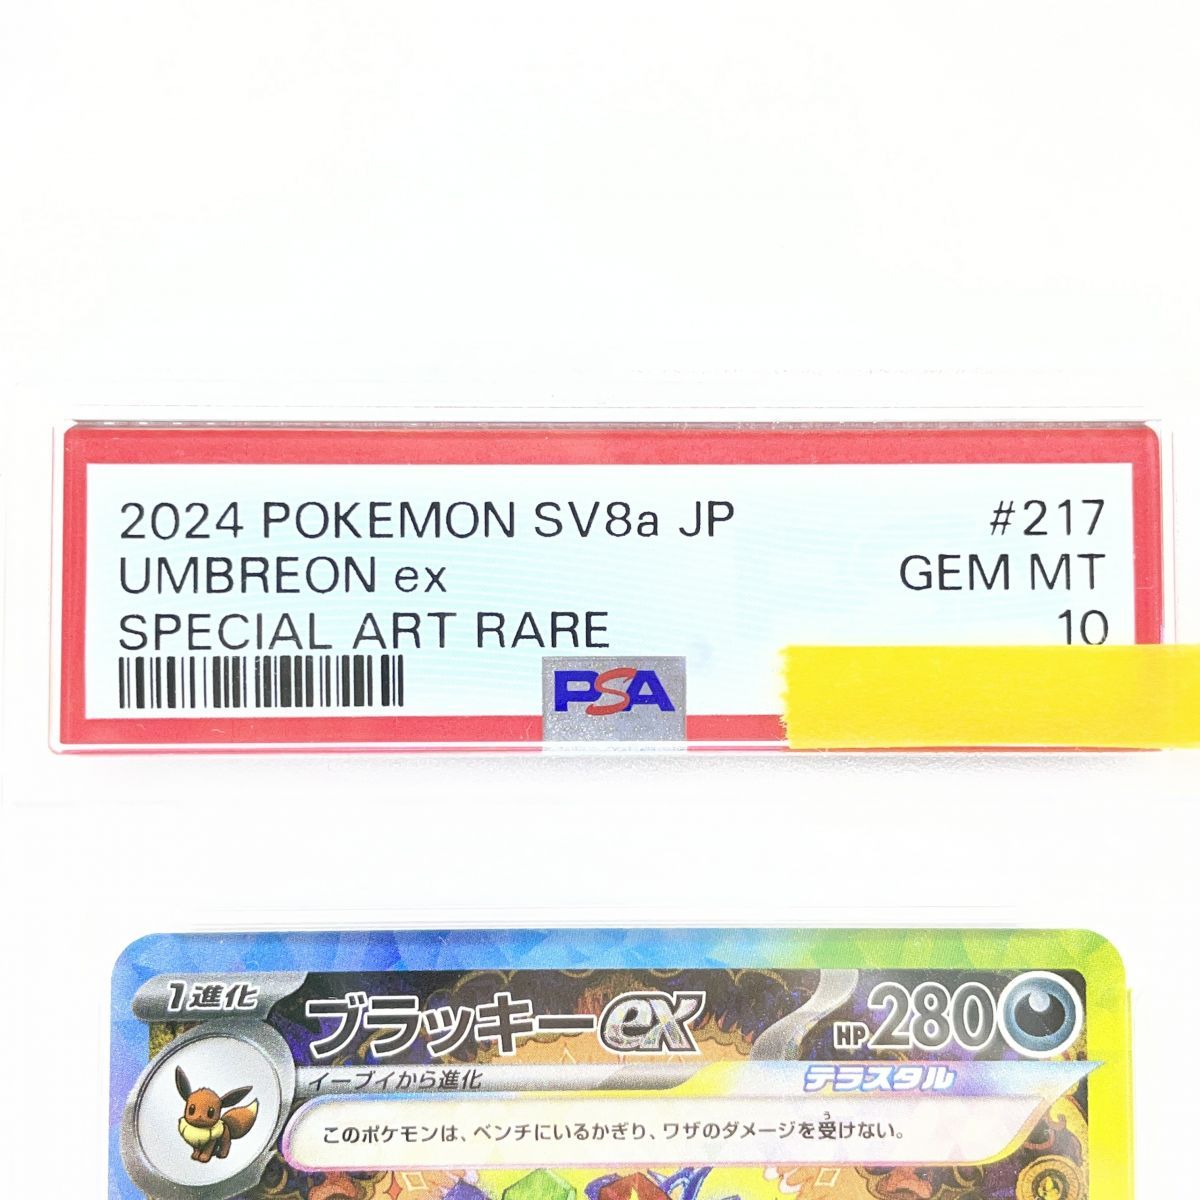 2024 POKEMON SV8a JP #217
UMBREON ex GEM MT
SPECIAL ART RARE 10
PSA
1進化 ブラッキーex HP280
イーブイから進化 テラスタル
このポケモンは、ベンチにいるかぎり、ワザのダメージを受けない。